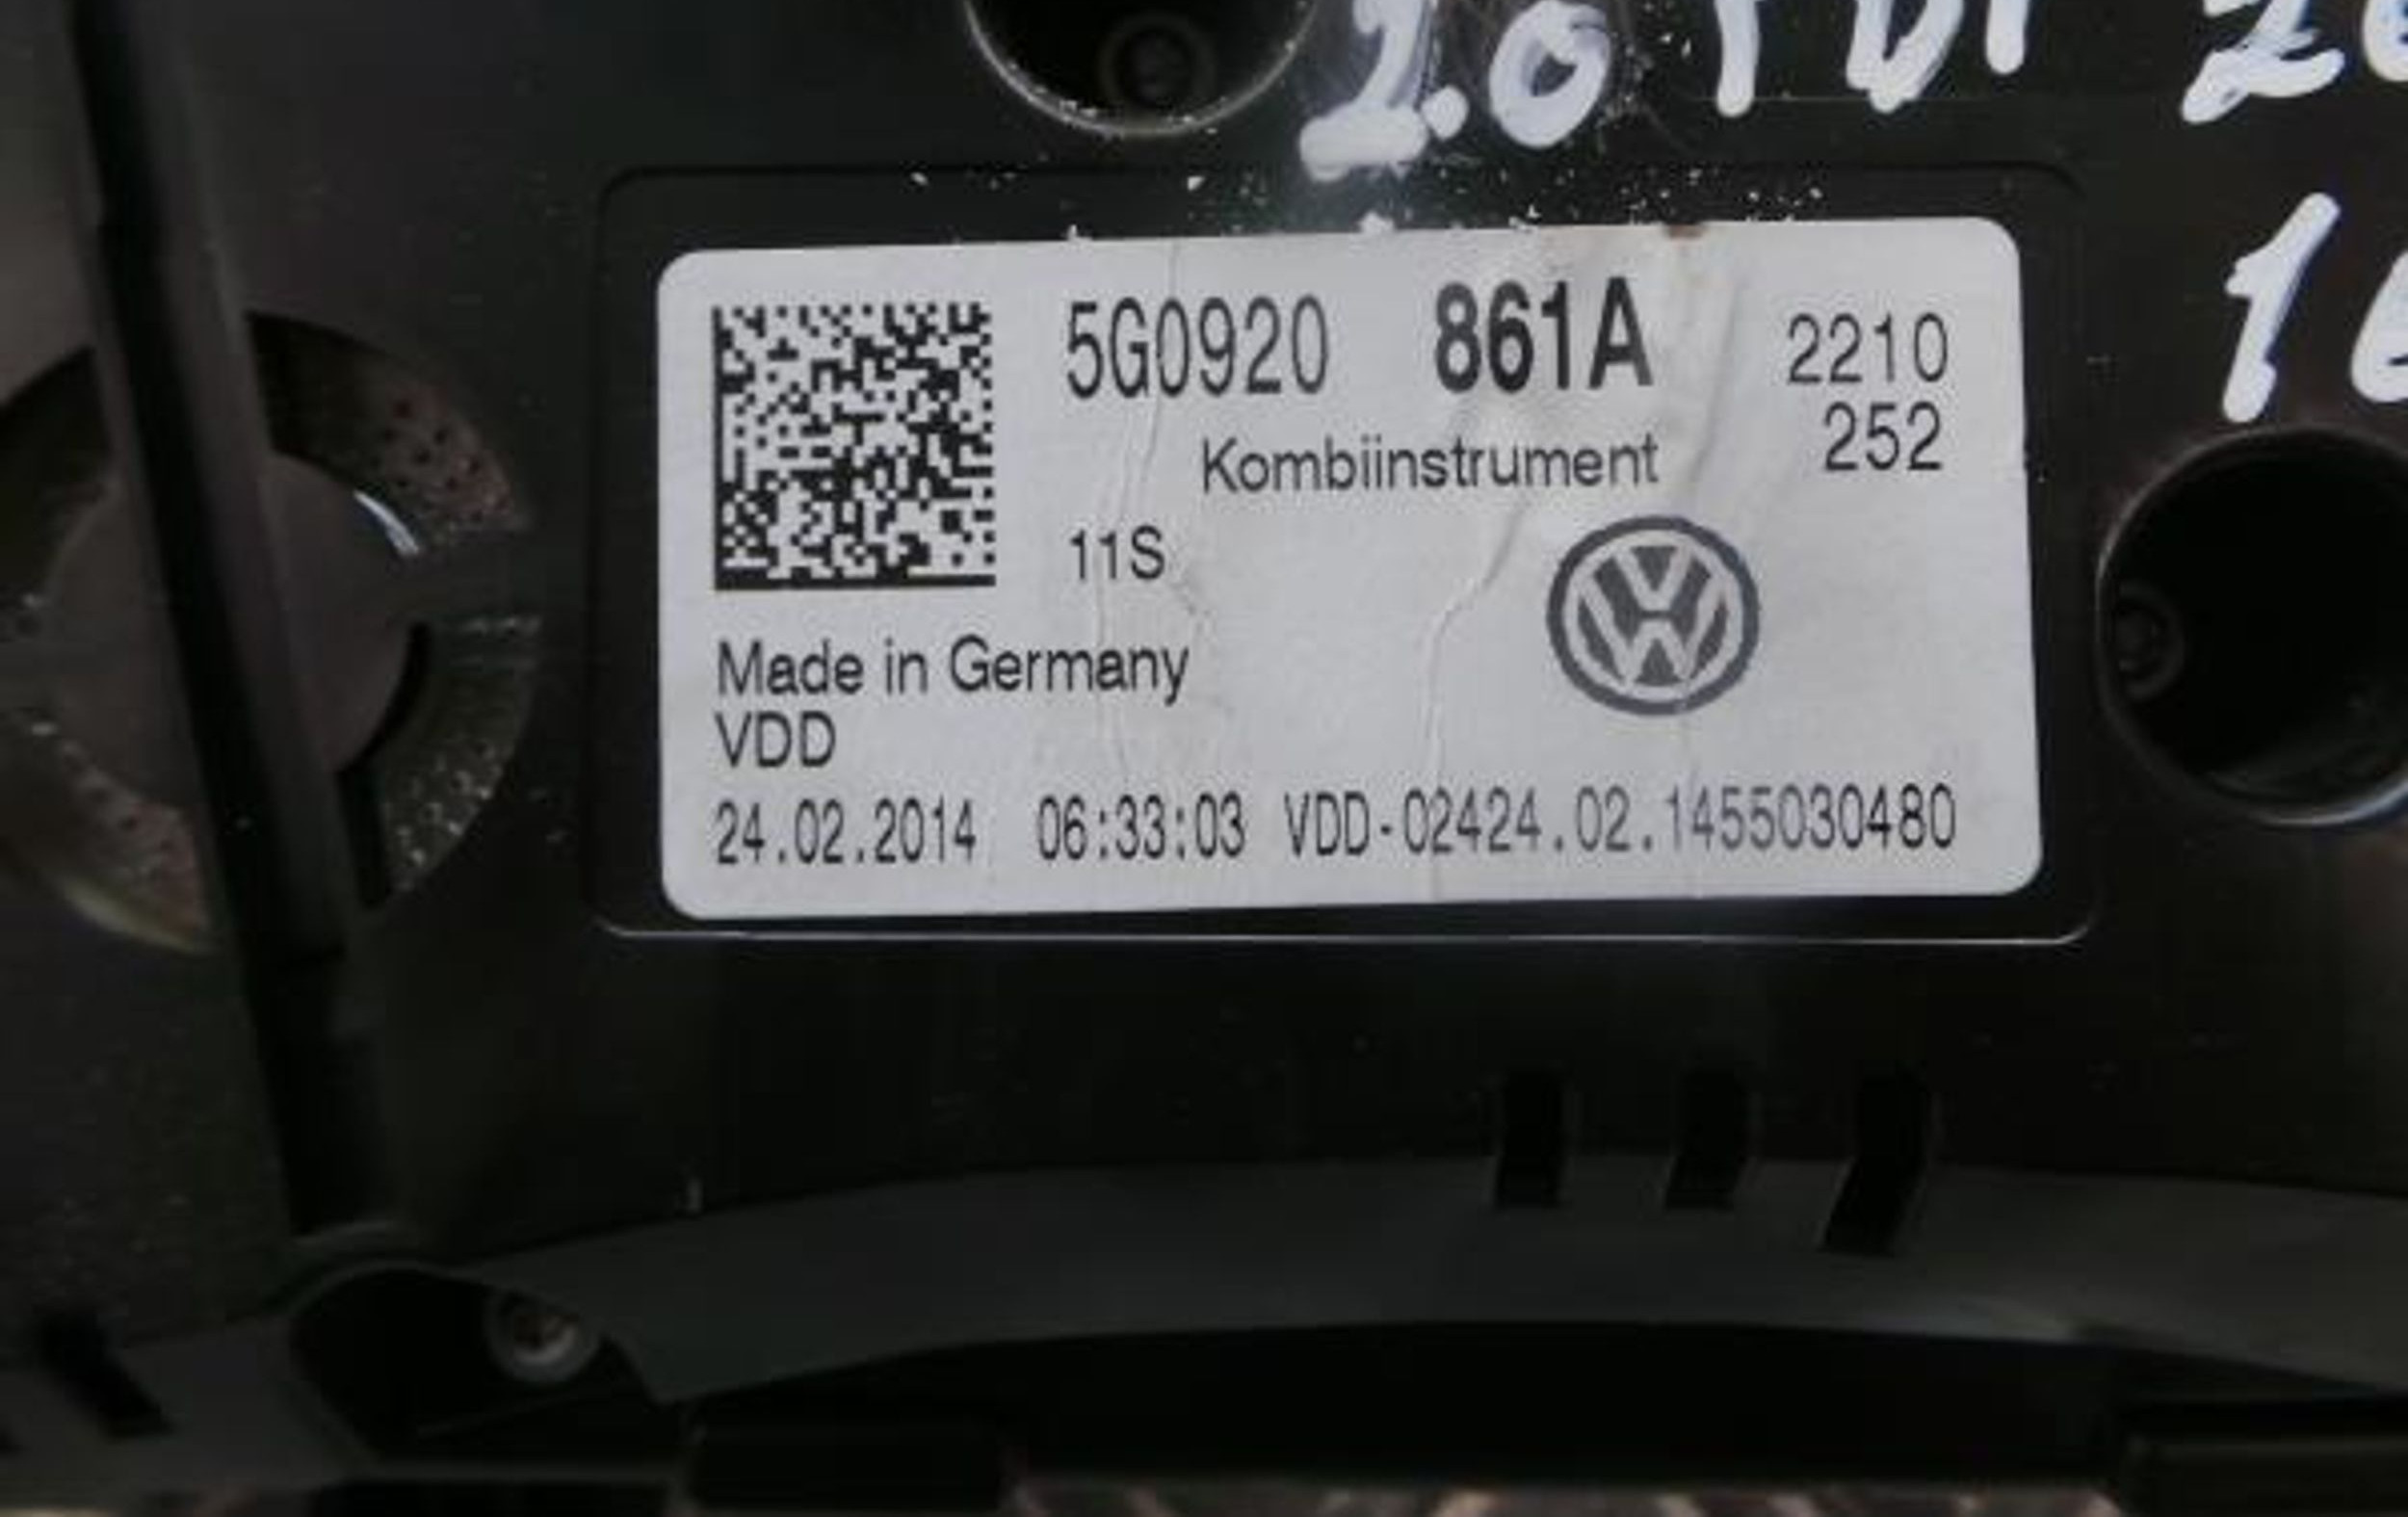 2.0 TDI
5G0920 861A 2210
252
Kombiinstrument
11S
Made in Germany
VDD
24.02.2014 06:33:03 VDD-02424.02.1455030480